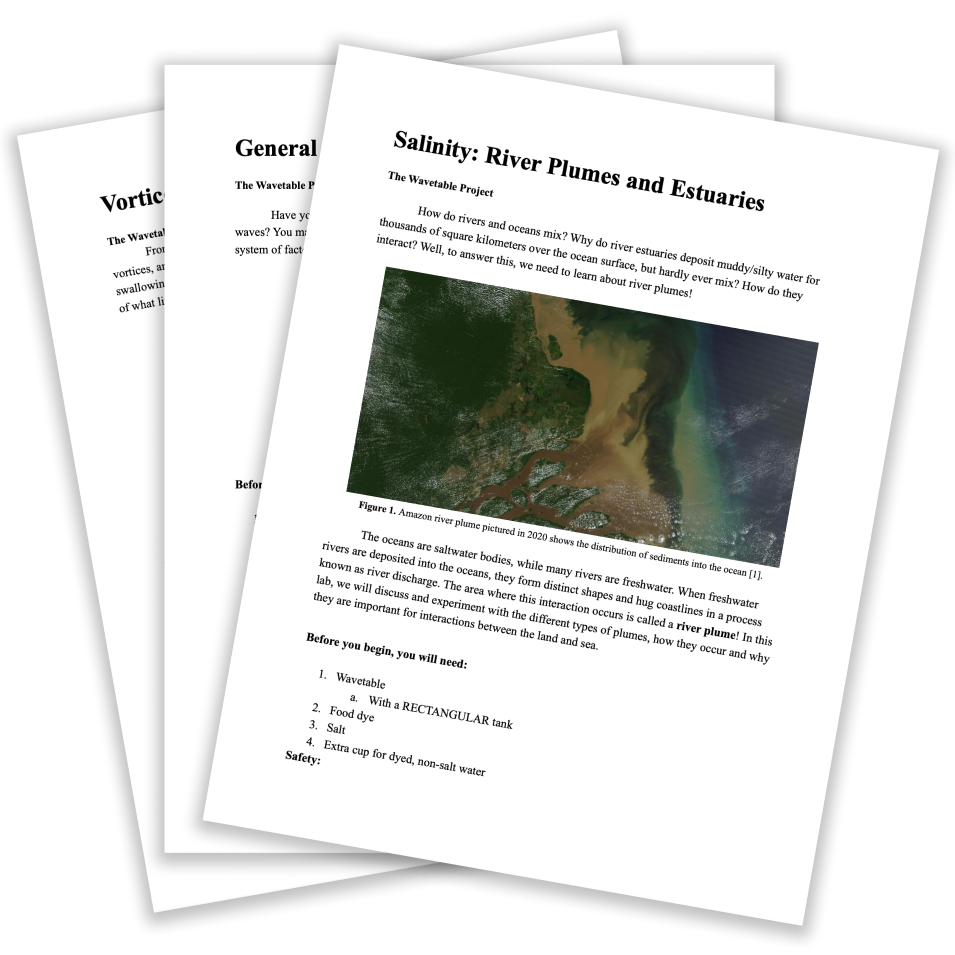 Vortic
The Wavetab
From
vortices, ar
swallowin
of what li
General
The Wavetable P
Have yo
waves? You ma
system of fact
Befor
Salinity: River Plumes and Estuaries
The Wavetable Project
How do rivers and oceans mix? Why do river estuaries deposit muddy/silty water for
thousands of square kilometers over the ocean surface, but hardly ever mix? How do they
interact? Well, to answer this, we need to learn about river plumes!
Figure 1. Amazon river plume pictured in 2020 shows the distribution of sediments into the ocean [1].
The oceans are saltwater bodies, while many rivers are freshwater. When freshwater
rivers are deposited into the oceans, they form distinct shapes and hug coastlines in a process
known as river discharge. The area where this interaction occurs is called a river plume! In this
lab, we will discuss and experiment with the different types of plumes, how they occur and why
they are important for interactions between the land and sea.
Before you begin, you will need:
1. Wavetable
a. With a RECTANGULAR tank
2. Food dye
3. Salt
4. Extra cup for dyed, non-salt water
Safety: